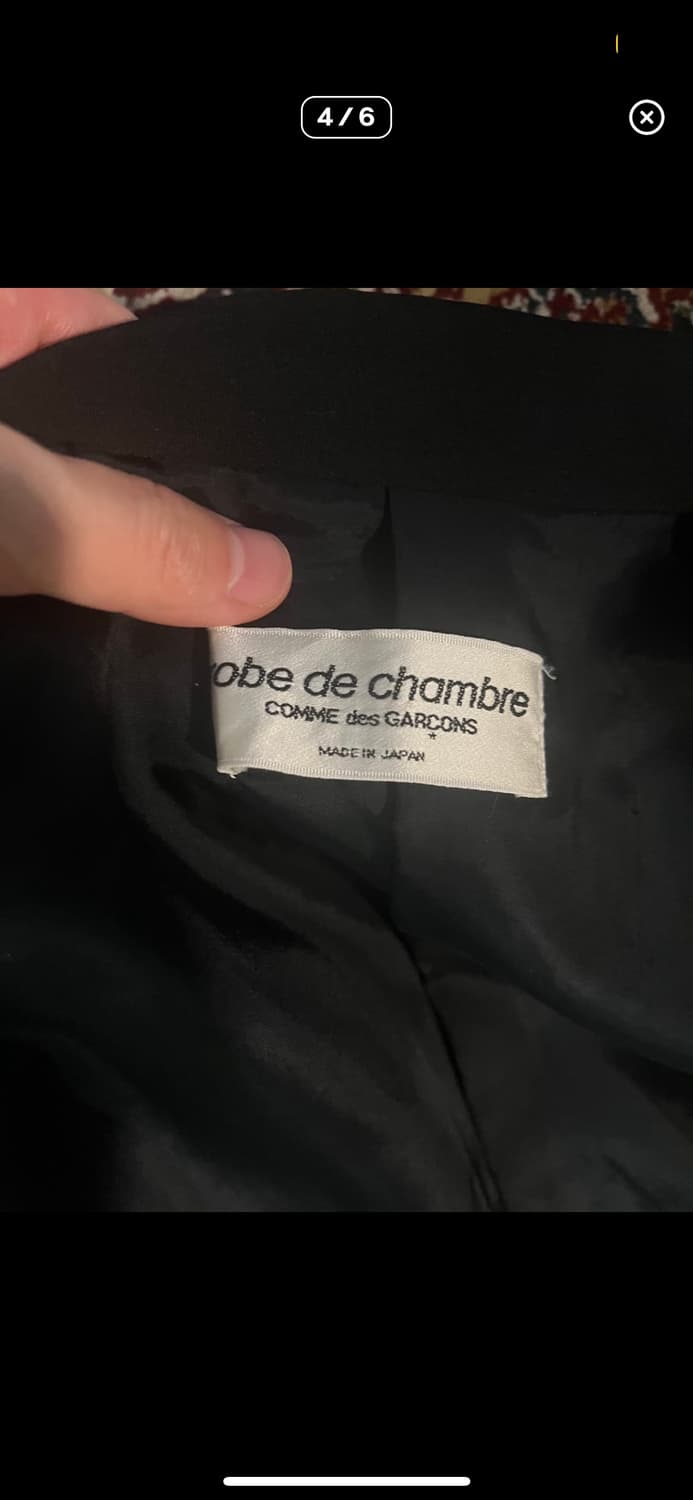 4/6
obe de chambre
COMME des GARÇONS
*
MADE IN JAPAN